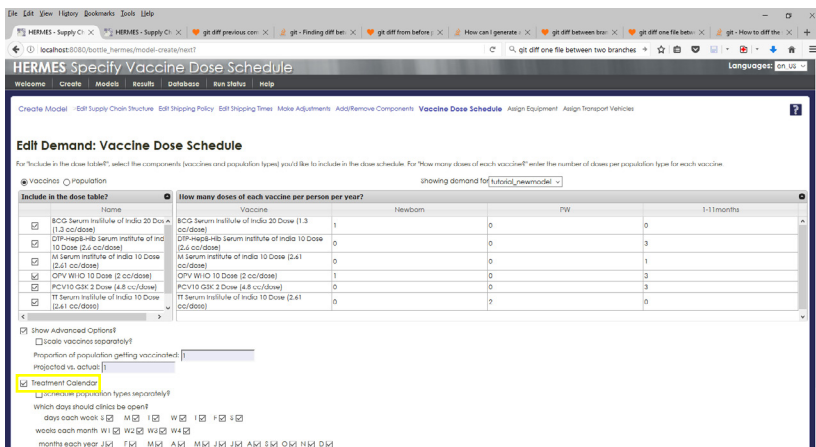 File Edit View History Bookmarks Tools Help
HERMES - Supply Ch × HERMES - Supply Ch × git diff previous com × git - Finding diff bet × git diff from before × How can I generate × git diff between bran × git diff one file betw × git - How to diff the × +
localhost:8080/bottle_hermes/model-create/next?
git diff one file between two branches
HERMES Specify Vaccine Dose Schedule
Languages: en_US
Welcome Create Models Results Database Run Status Help
Create Model Edit Supply Chain Structure Edit Shipping Policy Edit Shipping Times Make Adjustments Add/Remove Components Vaccine Dose Schedule Assign Equipment Assign Transport Vehicles ?
Edit Demand: Vaccine Dose Schedule
For "Include in the dose table?", select the components (vaccines and population types) you'd like to include in the dose schedule. For "How many doses of each vaccine?" enter the number of doses per population type for each vaccine.
Vaccines Population Showing demand for tutorial_newmodel
Include in the dose table? How many doses of each vaccine per person per year?
Name Vaccine Newborn PW 1-11months
BCG Serum Institute of India 20 Dos BCG Serum Institute of India 20 Dose (1.3
(1.3 cc/dose) cc/dose) 1 0 0
DTP-HepB-Hib Serum Institute of Ind DTP-HepB-Hib Serum Institute of India 10 Dose
10 Dose (2.6 cc/dose) (2.6 cc/dose) 0 0 3
M Serum Institute of India 10 Dose M Serum Institute of India 10 Dose (2.61
(2.61 cc/dose) cc/dose) 0 0 1
OPV WHO 10 Dose (2 cc/dose) OPV WHO 10 Dose (2 cc/dose) 1 0 3
PCV10 GSK 2 Dose (4.8 cc/dose) PCV10 GSK 2 Dose (4.8 cc/dose) 0 0 3
TT Serum Institute of India 10 Dose TT Serum Institute of India 10 Dose (2.61
(2.61 cc/dose) cc/dose) 0 2 0
Show Advanced Options?
Scale vaccines separately?
Proportion of population getting vaccinated: 1
Projected vs. actual: 1
Treatment Calendar
Schedule population types separately?
Which days should clinics be open?
days each week S M T W T F S
weeks each month W1 W2 W3 W4
months each year J F M A M J J A S O N D